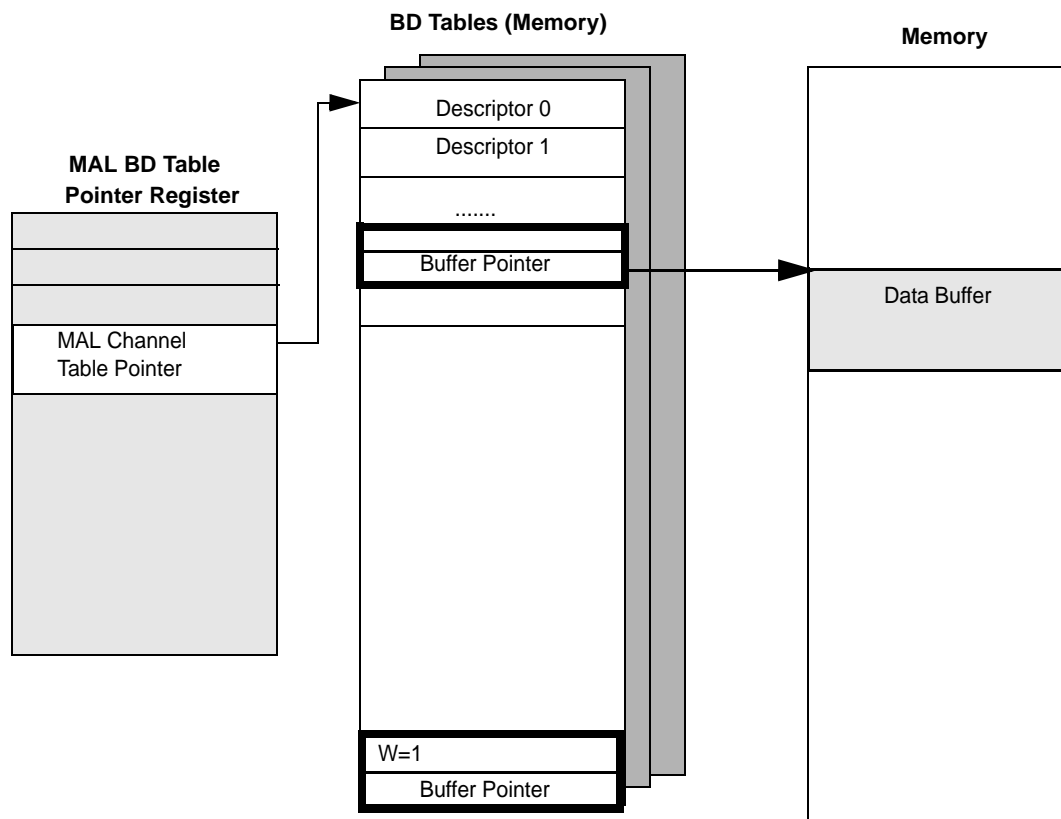 BD Tables (Memory)
Memory
Descriptor 0
Descriptor 1
MAL BD Table
Pointer Register
.......
Buffer Pointer
Data Buffer
MAL Channel
Table Pointer
W=1
Buffer Pointer